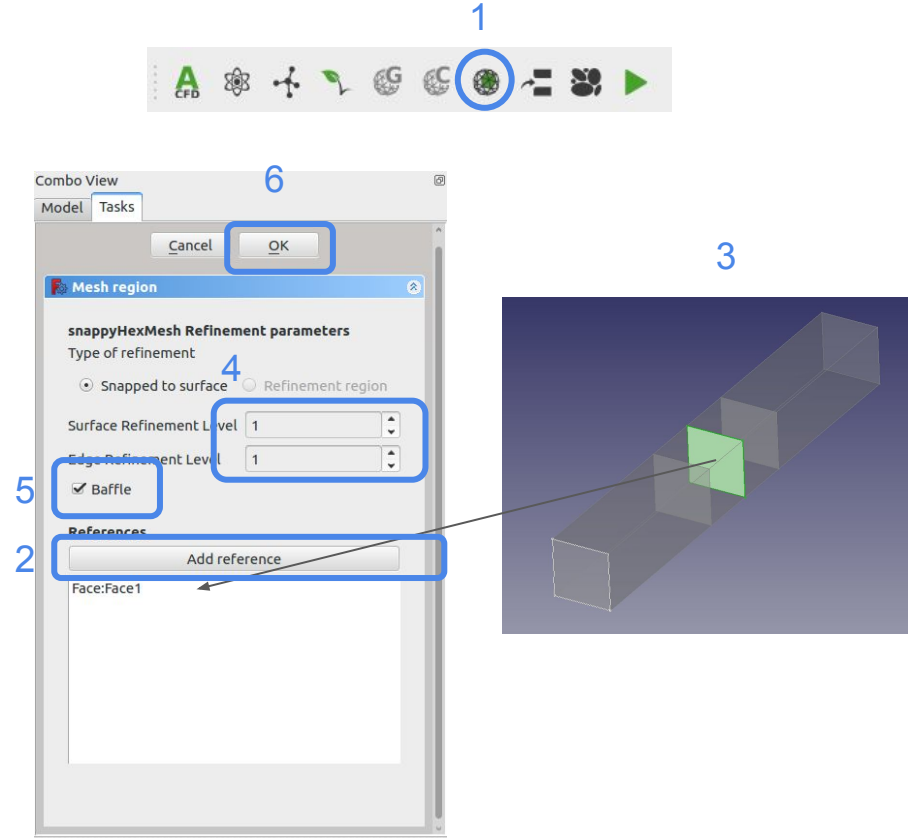 1
A
CFD
G
C
6
Combo View
Model Tasks
Cancel OK
3
Mesh region
snappyHexMesh Refinement parameters
Type of refinement
4
Snapped to surface Refinement region
Surface Refinement Level 1
Edge Refinement Level 1
5
Baffle
References
2
Add reference
Face:Face1